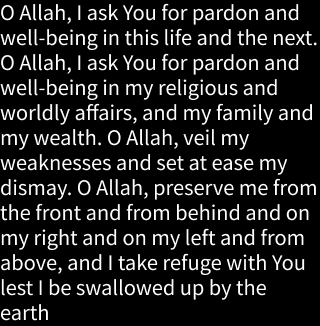 O Allah, I ask You for pardon and
well-being in this life and the next.
O Allah, I ask You for pardon and
well-being in my religious and
worldly affairs, and my family and
my wealth. O Allah, veil my
weaknesses and set at ease my
dismay. O Allah, preserve me from
the front and from behind and on
my right and on my left and from
above, and I take refuge with You
lest I be swallowed up by the
earth